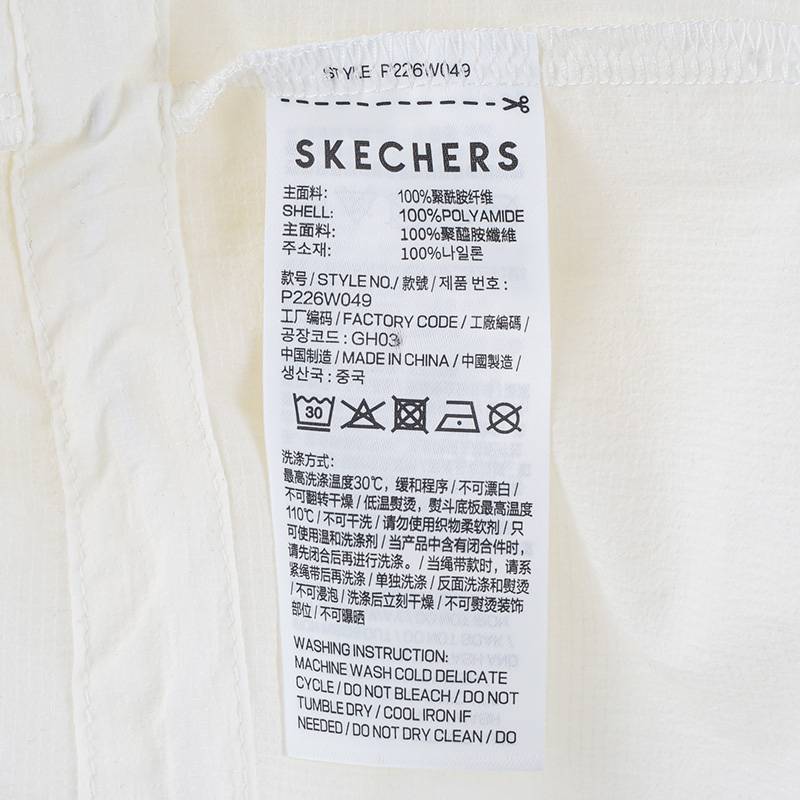 STYLE P226W049
SKECHERS
主面料: 100%聚酰胺纤维
SHELL: 100%POLYAMIDE
主面料: 100%聚醯胺纖維
주소재: 100%나일론
款号 / STYLE NO./ 款號 / 제품 번호 :
P226W049
工厂编码 / FACTORY CODE / 工廠編碼 /
공장코드 : GH03
中国制造 / MADE IN CHINA / 中國製造 /
생산국 : 중국
30
洗涤方式:
最高洗涤温度30℃，缓和程序 / 不可漂白 /
不可翻转干燥 / 低温熨烫，熨斗底板最高温度
110℃ / 不可干洗 / 请勿使用织物柔软剂 / 只
可使用温和洗涤剂 / 当产品中含有闭合件时，
请先闭合后再进行洗涤。 / 当绳带款时，请系
紧绳带后再洗涤 / 单独洗涤 / 反面洗涤和熨烫
/ 不可浸泡 / 洗涤后立刻干燥 / 不可熨烫装饰
部位 / 不可曝晒
WASHING INSTRUCTION:
MACHINE WASH COLD DELICATE
CYCLE / DO NOT BLEACH / DO NOT
TUMBLE DRY / COOL IRON IF
NEEDED / DO NOT DRY CLEAN / DO